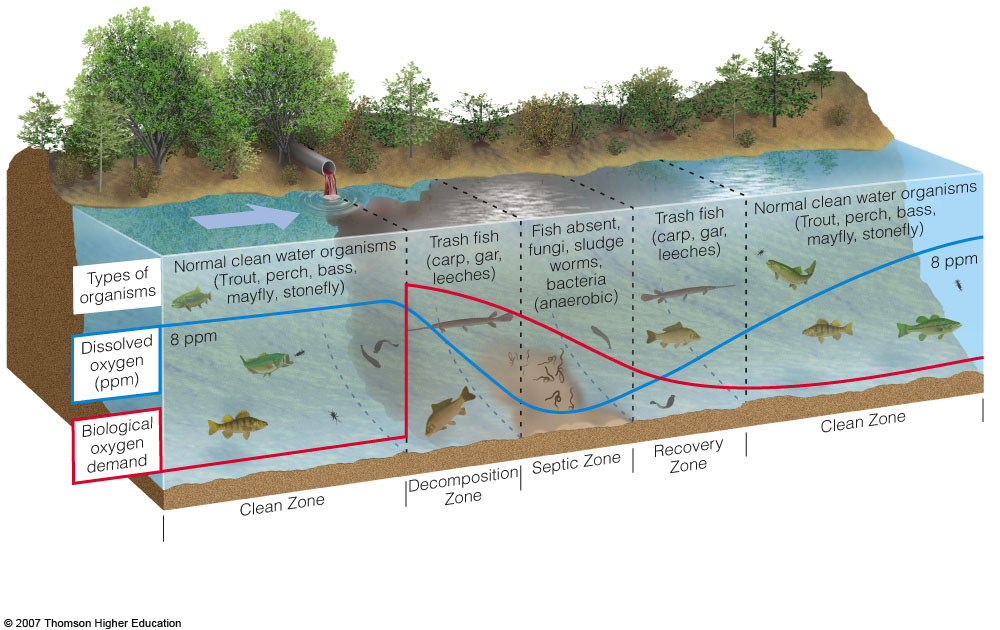 Types of
organisms
Normal clean water organisms
(Trout, perch, bass,
mayfly, stonefly)
Trash fish
(carp, gar,
leeches)
Fish absent,
fungi, sludge
worms,
bacteria
(anaerobic)
Trash fish
(carp, gar,
leeches)
Normal clean water organisms
(Trout, perch, bass,
mayfly, stonefly)
8 ppm
Dissolved
oxygen
(ppm)
8 ppm
Biological
oxygen
demand
Clean Zone
Decomposition
Zone
Septic Zone
Recovery
Zone
Clean Zone
© 2007 Thomson Higher Education